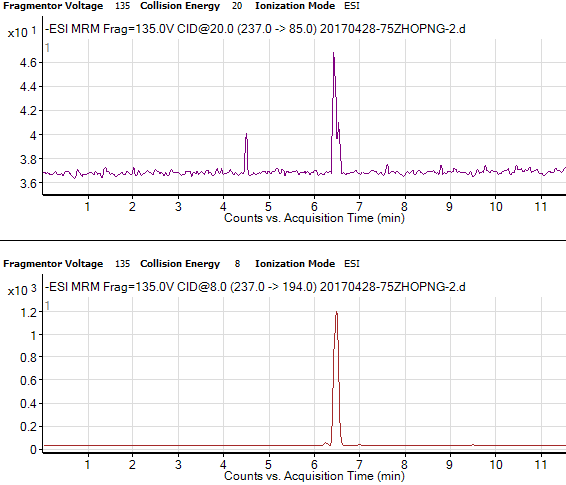 Fragmentor Voltage 135 Collision Energy 20 Ionization Mode ESI
x10 1 -ESI MRM Frag=135.0V CID@20.0 (237.0 -> 85.0) 20170428-75ZHOPNG-2.d
1
4.6
4.4
4.2
4
3.8
3.6
1 2 3 4 5 6 7 8 9 10 11
Counts vs. Acquisition Time (min)
Fragmentor Voltage 135 Collision Energy 8 Ionization Mode ESI
x10 3 -ESI MRM Frag=135.0V CID@8.0 (237.0 -> 194.0) 20170428-75ZHOPNG-2.d
1
1.2
1
0.8
0.6
0.4
0.2
0
1 2 3 4 5 6 7 8 9 10 11
Counts vs. Acquisition Time (min)